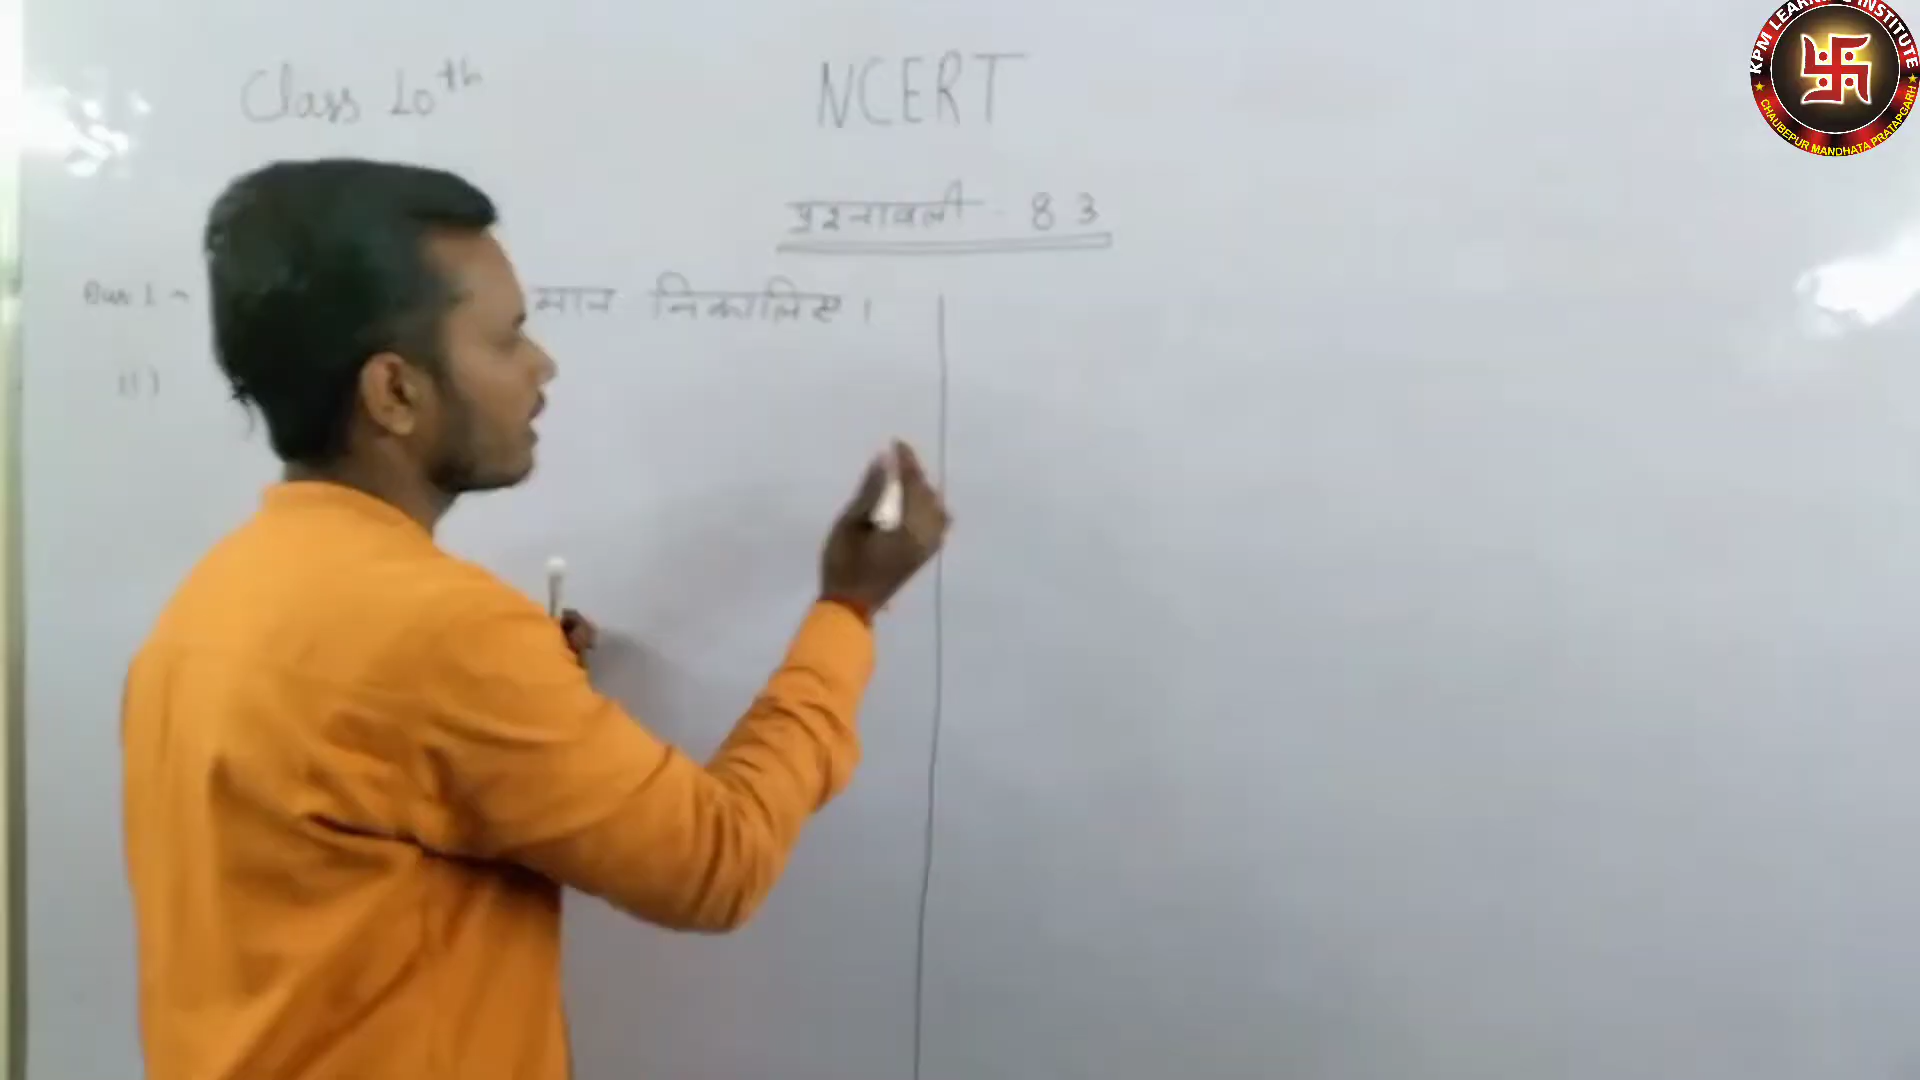 Class 10th
NCERT
प्रश्नावली - 8.3
Que 1 -
मान निकालिए।
KPM LEARNING INSTITUTE
CHAUBEPUR MANDHATA PRATAPGARH